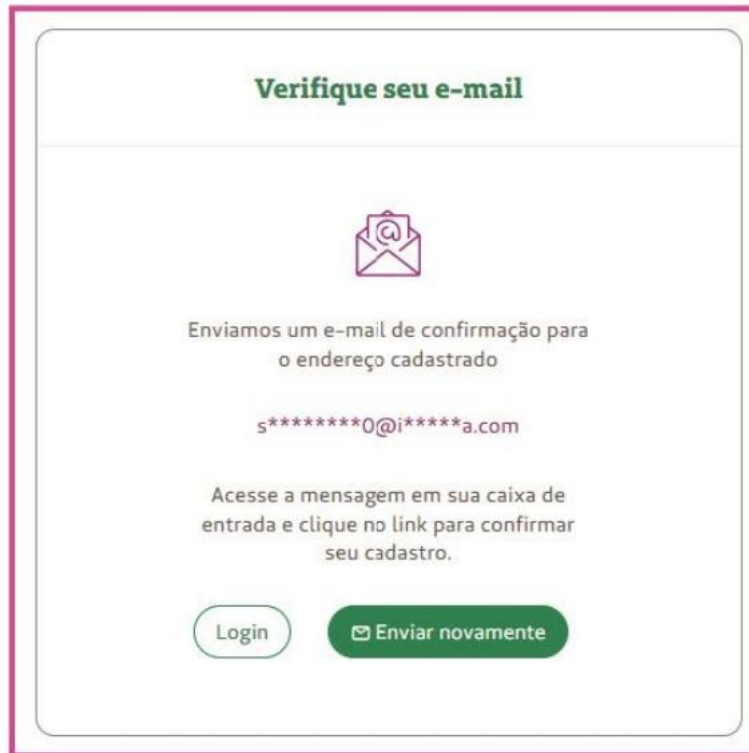 Verifique seu e-mail
@
Enviamos um e-mail de confirmação para
o endereço cadastrado
s********0@i*****a.com
Acesse a mensagem em sua caixa de
entrada e clique no link para confirmar
seu cadastro.
Login
Enviar novamente